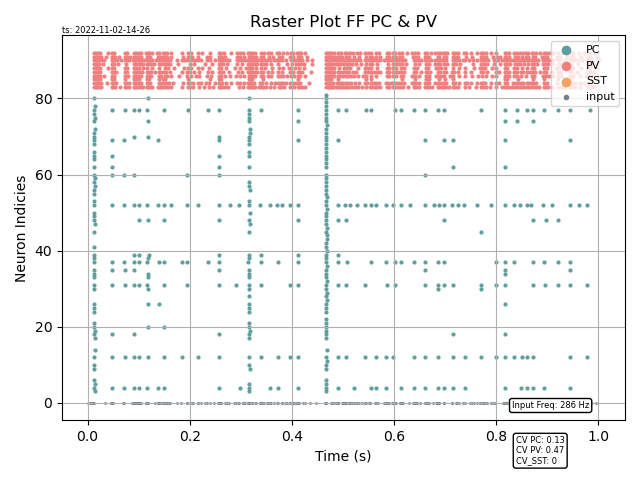 Raster Plot FF PC & PV
ts: 2022-11-02-14-26
PC
PV
SST
input
Neuron Indicies
80
60
40
20
0
Input Freq: 286 Hz
0.0 0.2 0.4 0.6 0.8 1.0
Time (s)
CV PC: 0.13
CV PV: 0.47
CV_SST: 0